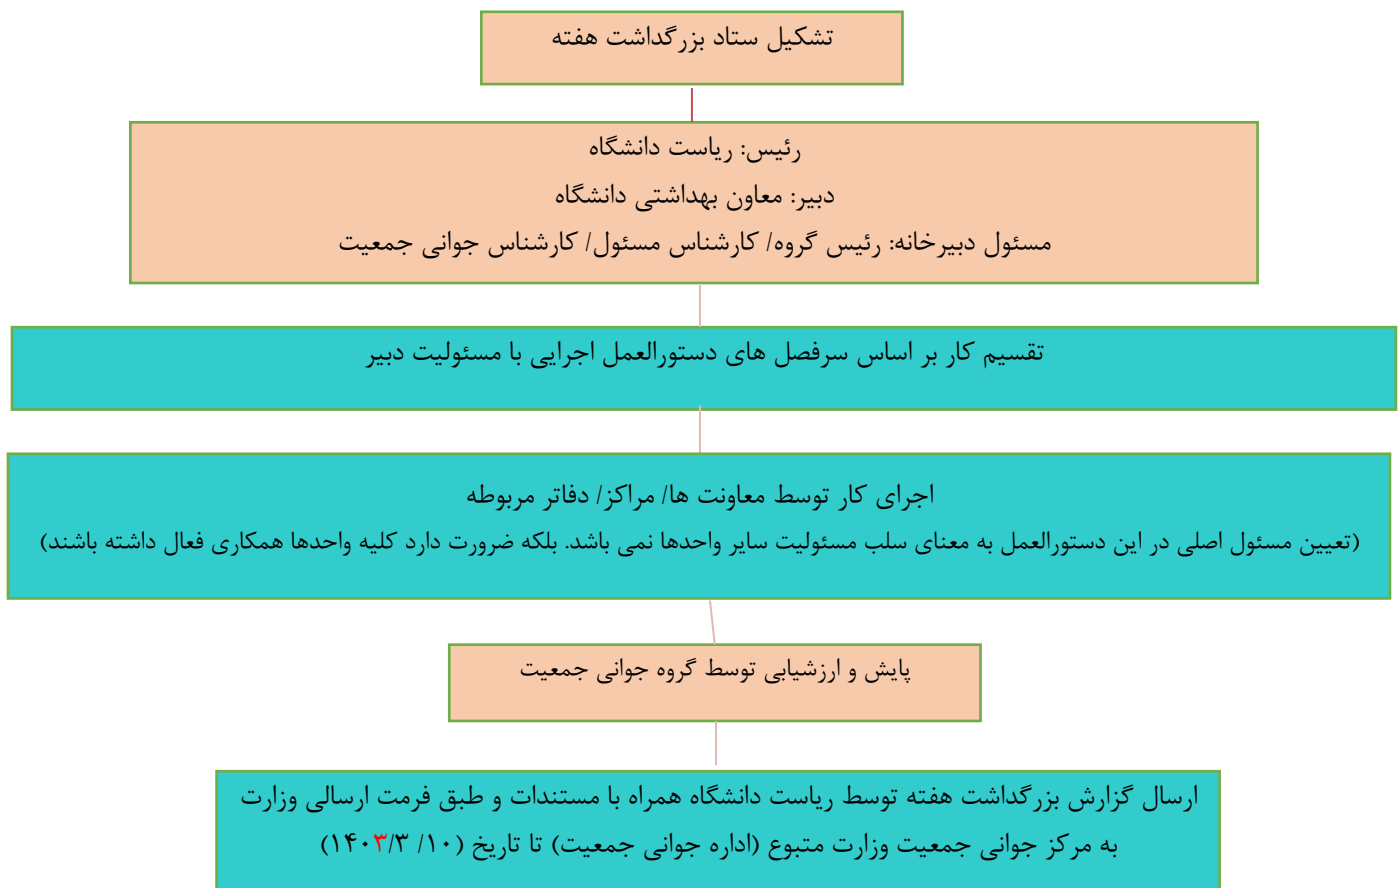 تشکیل ستاد بزرگداشت هفته
رئیس: ریاست دانشگاه
دبیر: معاون بهداشتی دانشگاه
مسئول دبیرخانه: رئیس گروه/ کارشناس مسئول/ کارشناس جوانی جمعیت
تقسیم کار بر اساس سرفصل های دستورالعمل اجرایی با مسئولیت دبیر
اجرای کار توسط معاونت ها/ مراکز/ دفاتر مربوطه
(تعیین مسئول اصلی در این دستورالعمل به معنای سلب مسئولیت سایر واحدها نمی باشد. بلکه ضرورت دارد کلیه واحدها همکاری فعال داشته باشند)
پایش و ارزشیابی توسط گروه جوانی جمعیت
ارسال گزارش بزرگداشت هفته توسط ریاست دانشگاه همراه با مستندات و طبق فرمت ارسالی وزارت
به مرکز جوانی جمعیت وزارت متبوع (اداره جوانی جمعیت) تا تاریخ (۱۰/ ۱۴۰۳/۳)